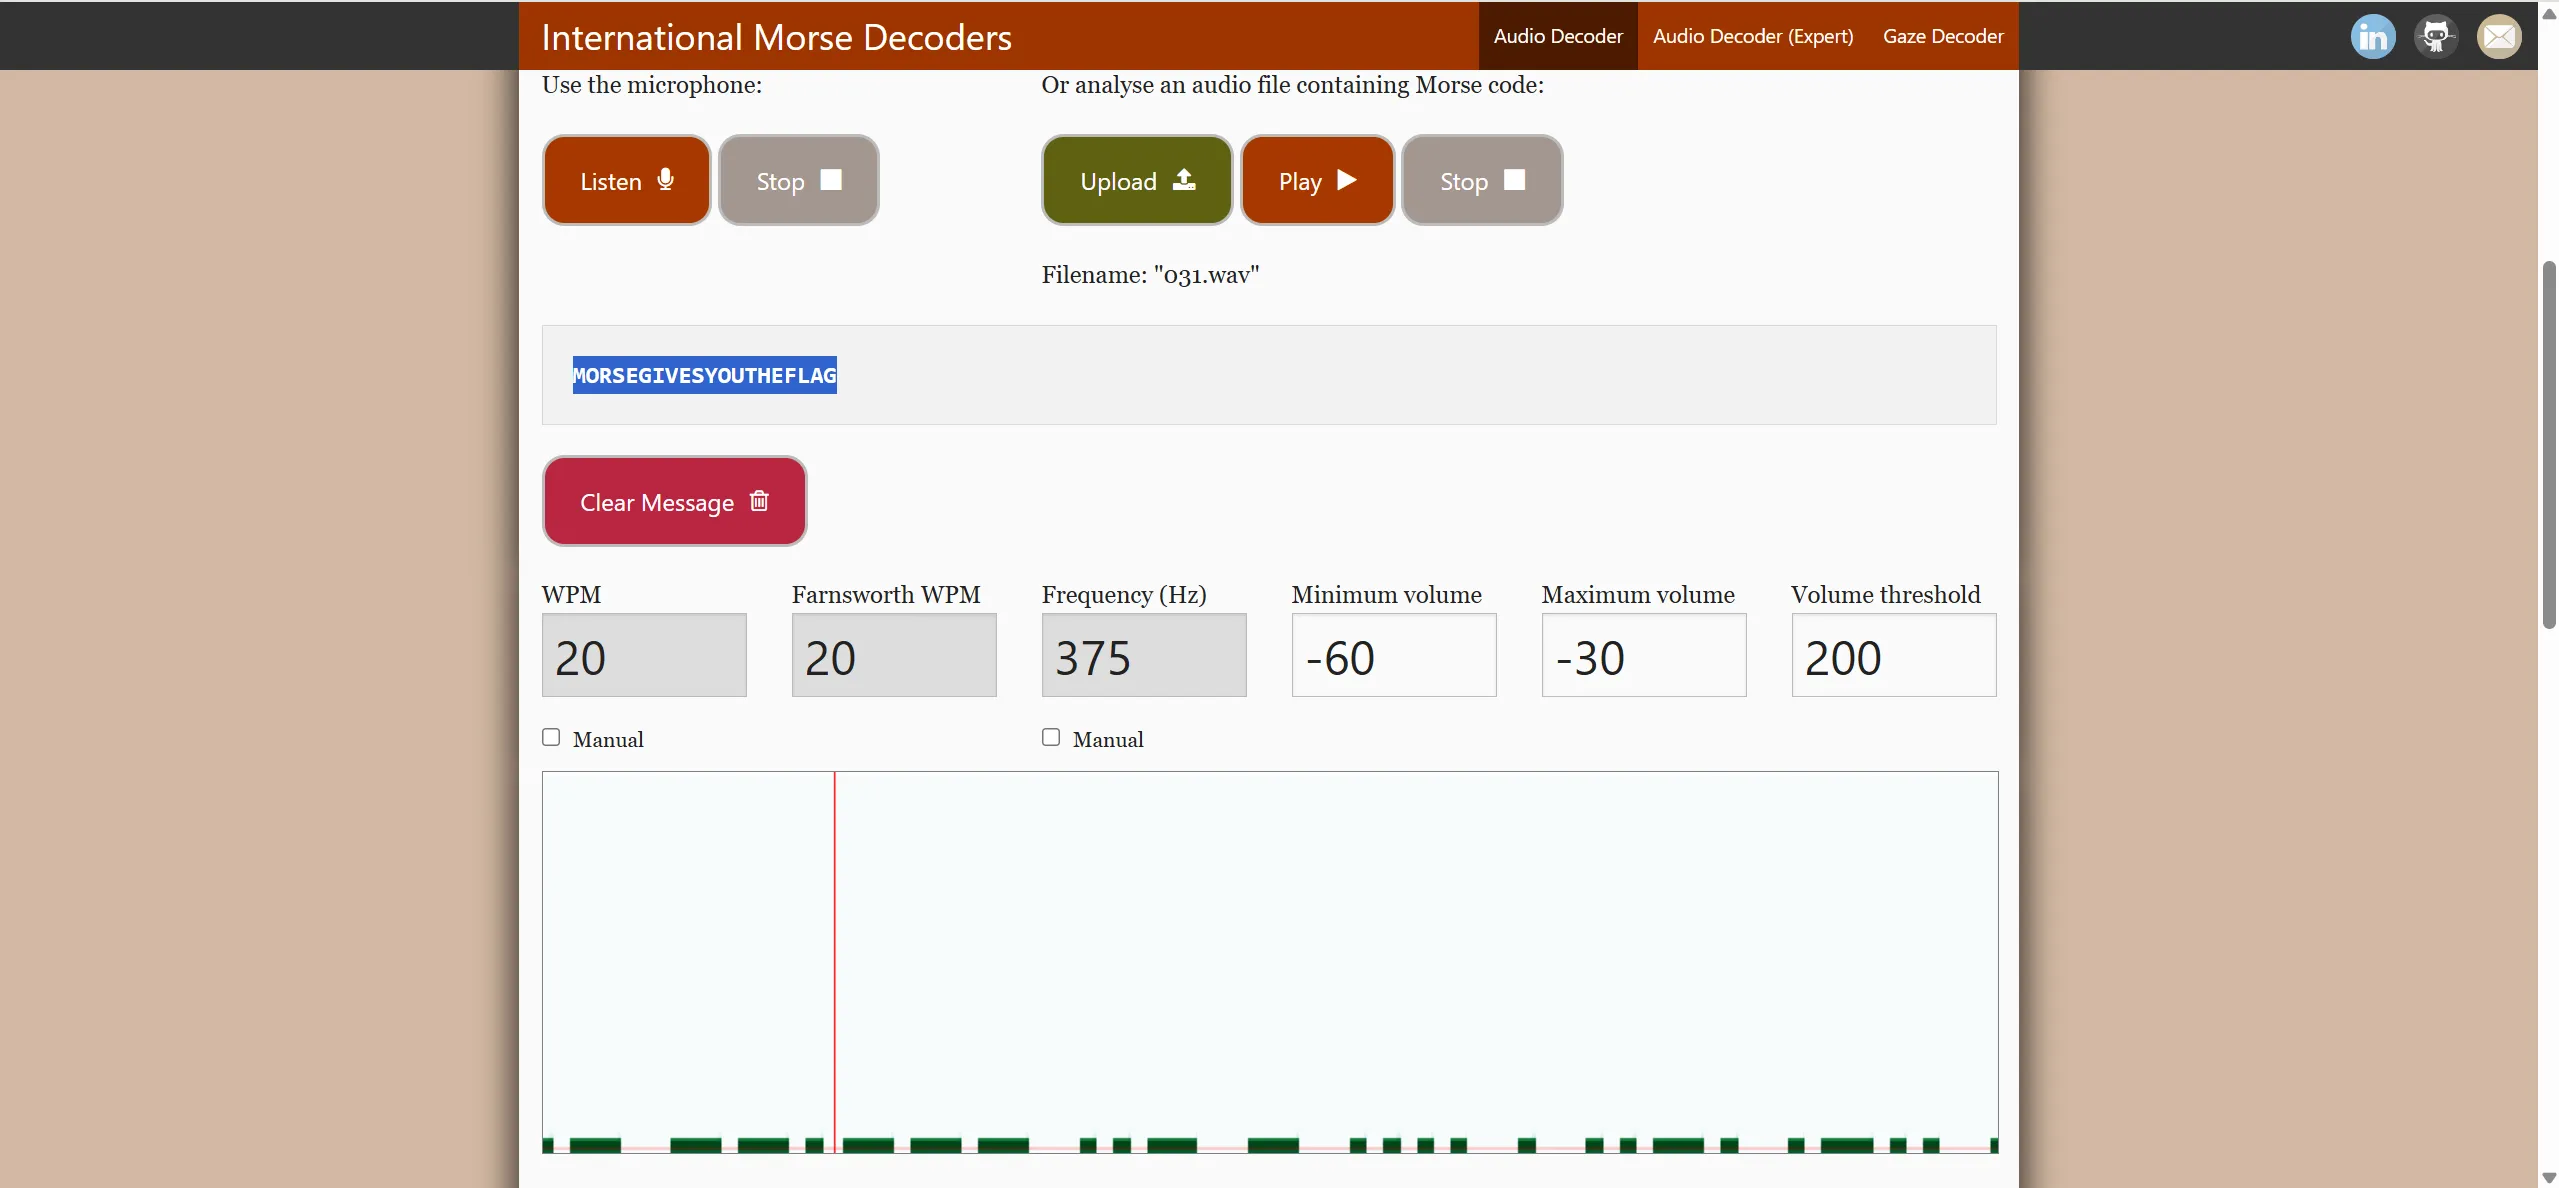 International Morse Decoders
Audio Decoder
Audio Decoder (Expert)
Gaze Decoder
in
Use the microphone:
Or analyse an audio file containing Morse code:
Listen
Stop
Upload
Play
Stop
Filename: "031.wav"
MORSEGIVESYOUTHEFLAG
Clear Message
WPM
Farnsworth WPM
Frequency (Hz)
Minimum volume
Maximum volume
Volume threshold
20
20
375
-60
-30
200
Manual
Manual